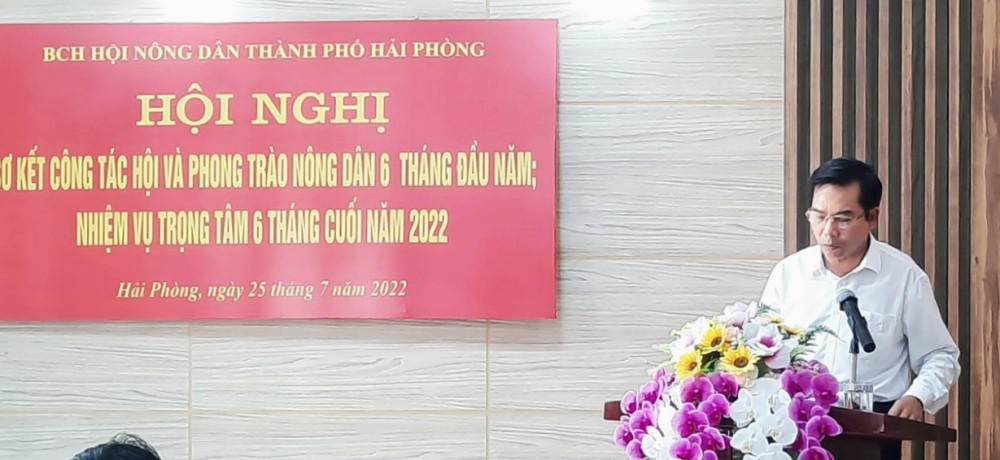 BCH HỘI NÔNG DÂN THÀNH PHỐ HẢI PHÒNG
HỘI NGHỊ
SƠ KẾT CÔNG TÁC HỘI VÀ PHONG TRÀO NÔNG DÂN 6 THÁNG ĐẦU NĂM;
NHIỆM VỤ TRỌNG TÂM 6 THÁNG CUỐI NĂM 2022
Hải Phòng, ngày 25 tháng 7 năm 2022